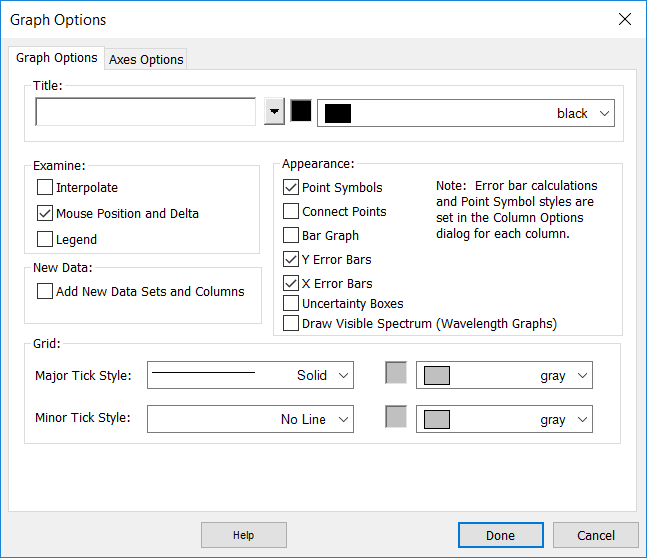 Graph Options
Graph Options
Axes Options
Title:
black
Examine:
Interpolate
Mouse Position and Delta
Legend
New Data:
Add New Data Sets and Columns
Appearance:
Point Symbols
Connect Points
Bar Graph
Y Error Bars
X Error Bars
Uncertainty Boxes
Draw Visible Spectrum (Wavelength Graphs)
Note:  Error bar calculations
and Point Symbol styles are
set in the Column Options
dialog for each column.
Grid:
Major Tick Style:
Solid
gray
Minor Tick Style:
No Line
gray
Help
Done
Cancel